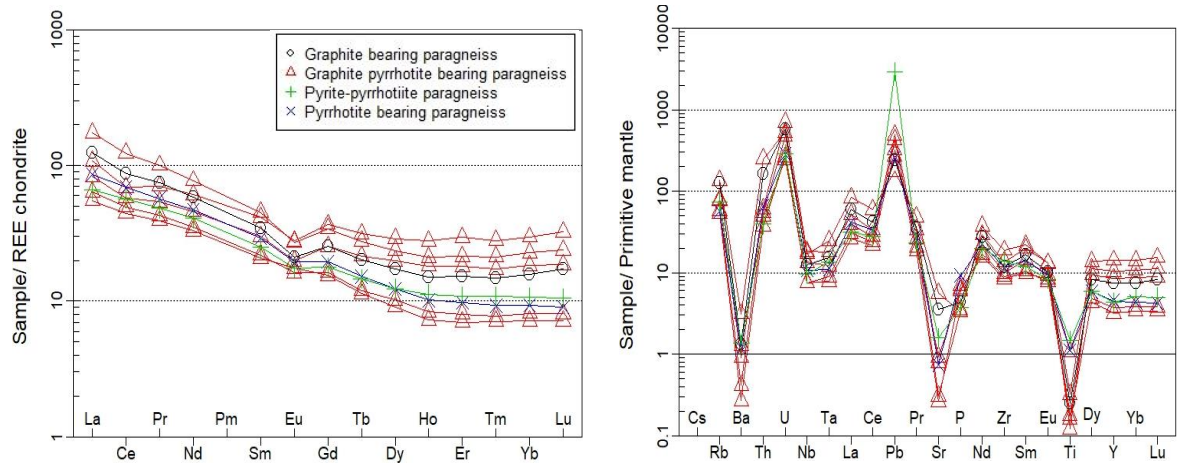 1000
100
10
1
Sample/ REE chondrite
Graphite bearing paragneiss
Graphite pyrrhotite bearing paragneiss
Pyrite-pyrrhotiite paragneiss
Pyrrhotite bearing paragneiss
La Pr Pm Eu Tb Ho Tm Lu
Ce Nd Sm Gd Dy Er Yb
10000
1000
100
10
1
0.1
Sample/ Primitive mantle
Cs Ba U Ta Ce Pr P Zr Eu Dy Yb
Rb Th Nb La Pb Sr Nd Sm Ti Y Lu